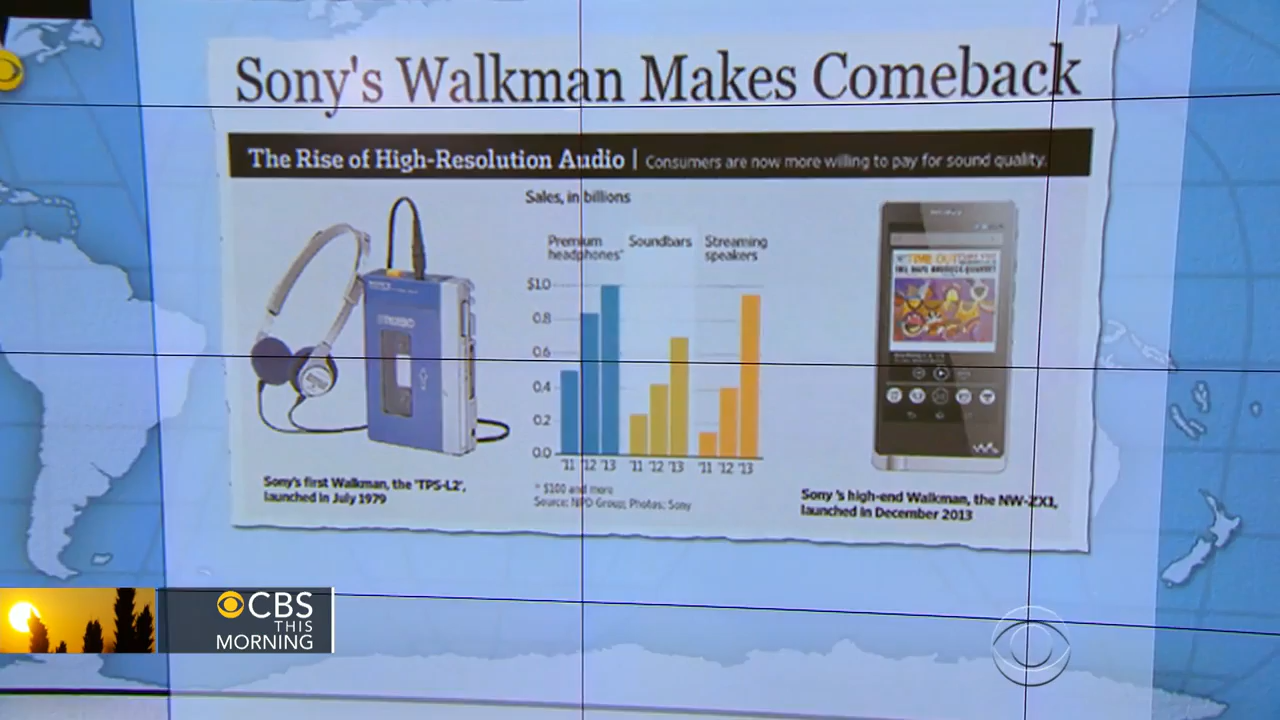 Sony's Walkman Makes Comeback
The Rise of High-Resolution Audio | Consumers are now more willing to pay for sound quality.
Sales, in billions
Premium headphones*
Soundbars
Streaming speakers
$1.0
0.8
0.6
0.4
0.2
0.0
'11 '12 '13 '11 '12 '13 '11 '12 '13
* $100 and more
Source: NPD Group; Photos: Sony
STEREO
Sony's first Walkman, the 'TPS-L2',
launched in July 1979
SONY
TIME OUT
Sony 's high-end Walkman, the NW-ZX1,
launched in December 2013
CBS
THIS
MORNING